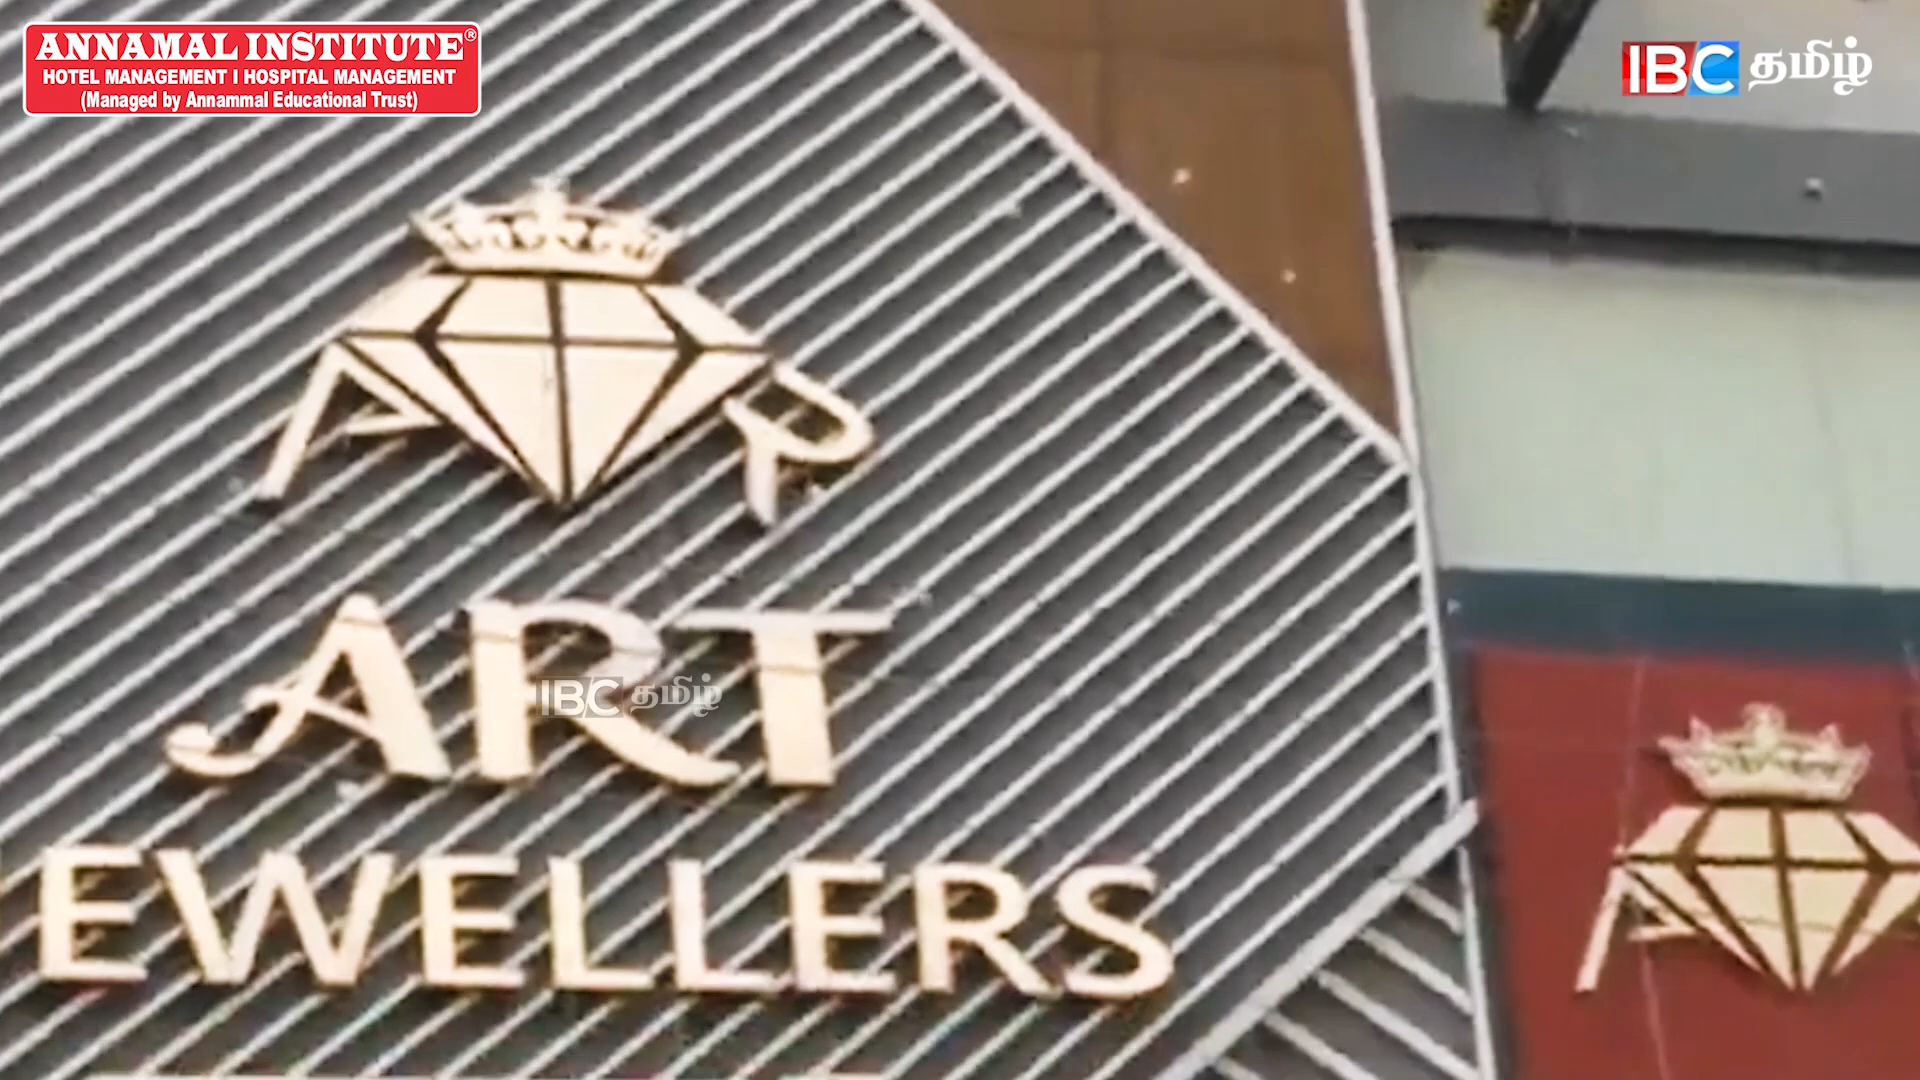 ANNAMAL INSTITUTE®
HOTEL MANAGEMENT I HOSPITAL MANAGEMENT
(Managed by Annammal Educational Trust)
IBC தமிழ்
A R
ART
IBC தமிழ்
EWELLERS
A